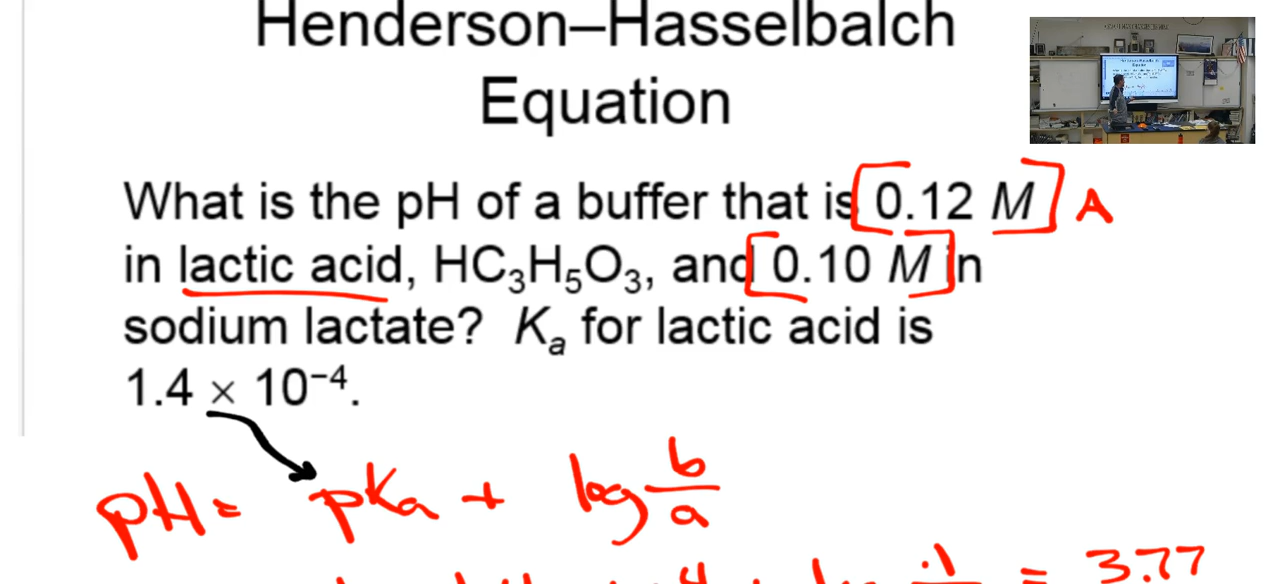 Henderson–Hasselbalch
Equation
What is the pH of a buffer that is 0.12 M A
in lactic acid, HC₃H₅O₃, and 0.10 M in
sodium lactate? Kₐ for lactic acid is
1.4 × 10⁻⁴.
pH = pKa + log b/a
.1 = 3.77